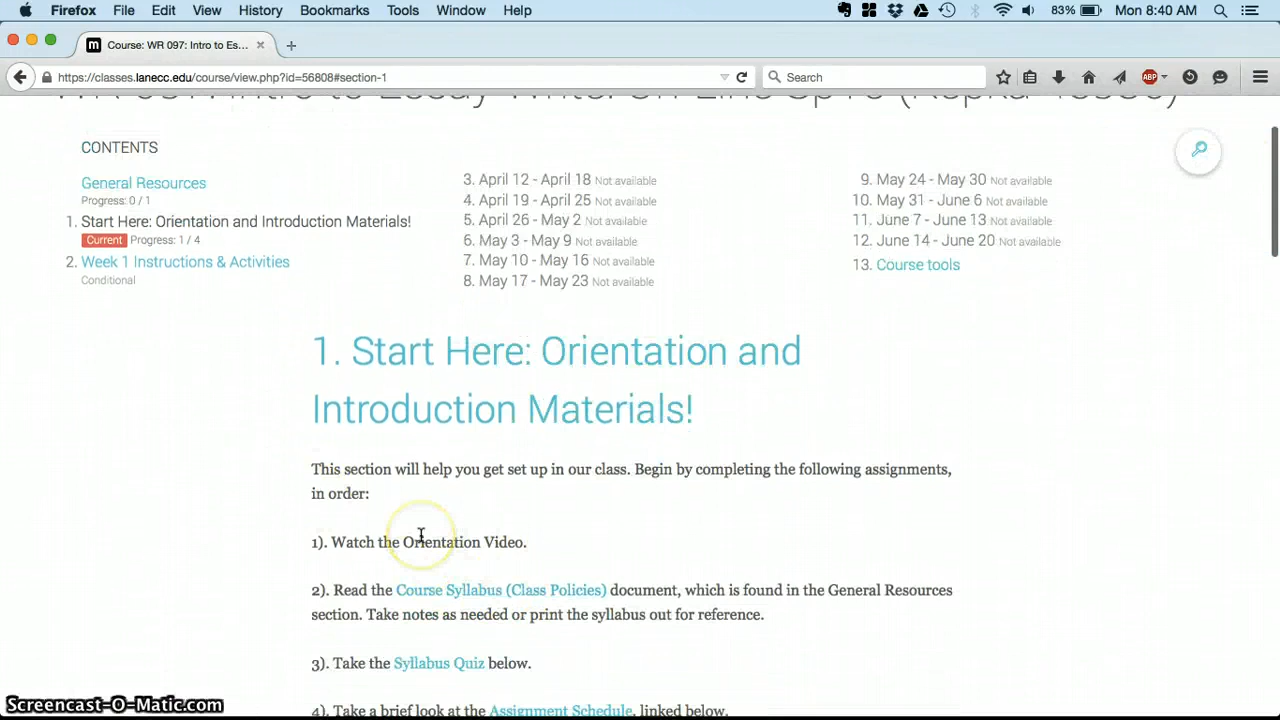 Firefox File Edit View History Bookmarks Tools Window Help 83% Mon 8:40 AM
m Course: WR 097: Intro to Es...
https://classes.lanecc.edu/course/view.php?id=56808#section-1 Search ABP
CONTENTS
General Resources
Progress: 0 / 1
1. Start Here: Orientation and Introduction Materials!
Current Progress: 1 / 4
2. Week 1 Instructions & Activities
Conditional
3. April 12 - April 18 Not available
4. April 19 - April 25 Not available
5. April 26 - May 2 Not available
6. May 3 - May 9 Not available
7. May 10 - May 16 Not available
8. May 17 - May 23 Not available
9. May 24 - May 30 Not available
10. May 31 - June 6 Not available
11. June 7 - June 13 Not available
12. June 14 - June 20 Not available
13. Course tools
1. Start Here: Orientation and
Introduction Materials!
This section will help you get set up in our class. Begin by completing the following assignments,
in order:
1). Watch the Orientation Video.
2). Read the Course Syllabus (Class Policies) document, which is found in the General Resources
section. Take notes as needed or print the syllabus out for reference.
3). Take the Syllabus Quiz below.
4). Take a brief look at the Assignment Schedule, linked below.
Screencast-O-Matic.com